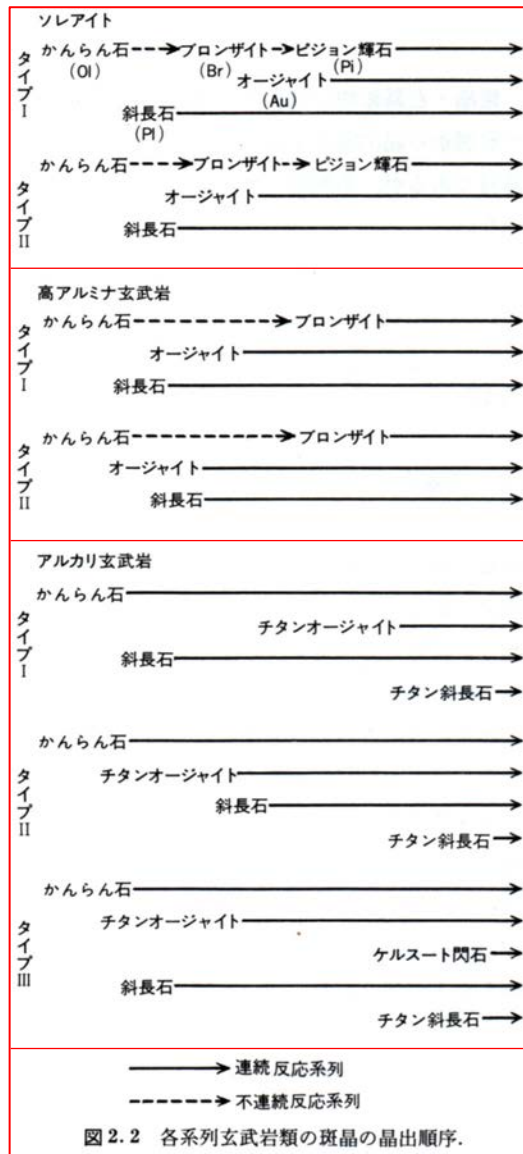 ソレアイト
タイプI
かんらん石 ブロンザイト ピジョン輝石
(Ol) (Br) (Pi)
オージャイト
(Au)
斜長石
(Pl)
タイプII
かんらん石 ブロンザイト ピジョン輝石
オージャイト
斜長石
高アルミナ玄武岩
タイプI
かんらん石 ブロンザイト
オージャイト
斜長石
タイプII
かんらん石 ブロンザイト
オージャイト
斜長石
アルカリ玄武岩
タイプI
かんらん石
チタンオージャイト
斜長石
チタン斜長石
タイプII
かんらん石
チタンオージャイト
斜長石
チタン斜長石
タイプIII
かんらん石
チタンオージャイト
ケルスート閃石
斜長石
チタン斜長石
連続反応系列
不連続反応系列
図2.2 各系列玄武岩類の斑晶の晶出順序.